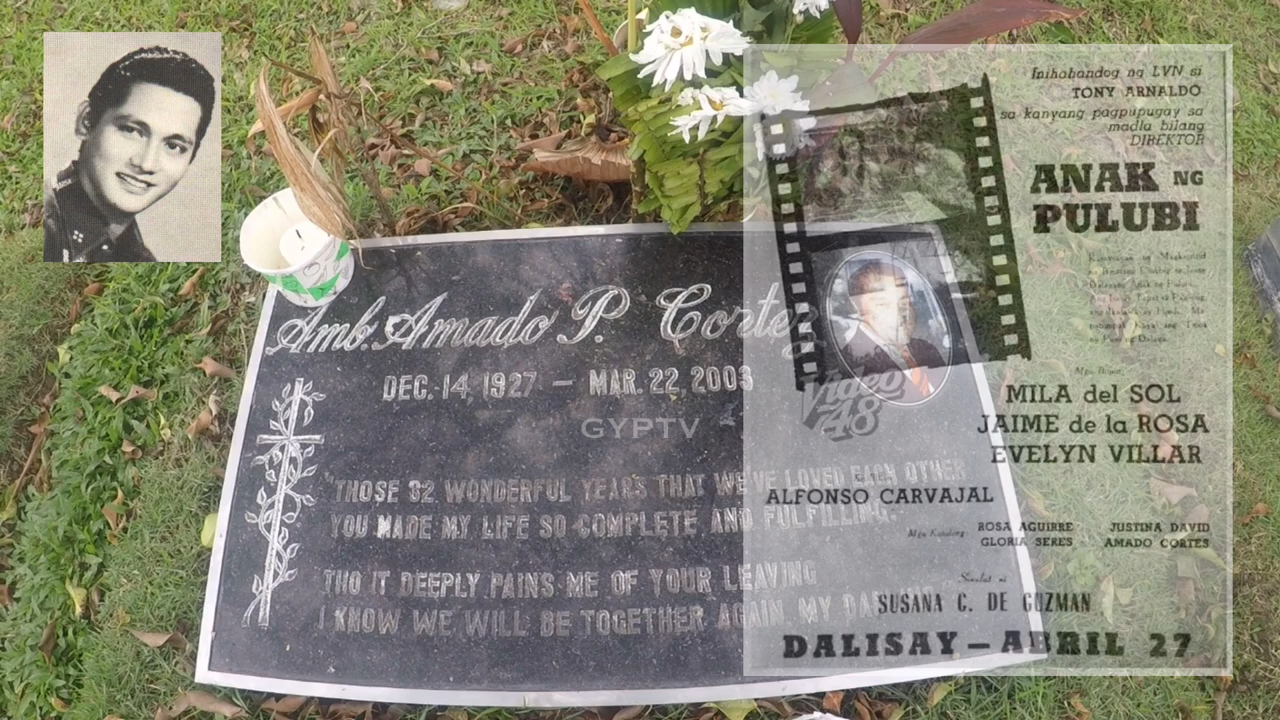 Amb. Amado P. Cortez
DEC. 14, 1927 — MAR. 22, 2003
GYPTV
"THOSE 32 WONDERFUL YEARS THAT WE'VE LOVED EACH OTHER
YOU MADE MY LIFE SO COMPLETE AND FULFILLING.
THO IT DEEPLY PAINS ME OF YOUR LEAVING
I KNOW WE WILL BE TOGETHER AGAIN, MY
Inihahandog ng LVN si
TONY ARNALDO
sa kanyang pagpupugay sa
madla bilang
DIREKTOR
ANAK NG
PULUBI
Video
48
MILA del SOL
JAIME de la ROSA
EVELYN VILLAR
ALFONSO CARVAJAL
Mga Katulong:
ROSA AGUIRRE
GLORIA SERES
JUSTINA DAVID
AMADO CORTES
Sinulat ni
SUSANA C. DE GUZMAN
DALISAY — ABRIL 27